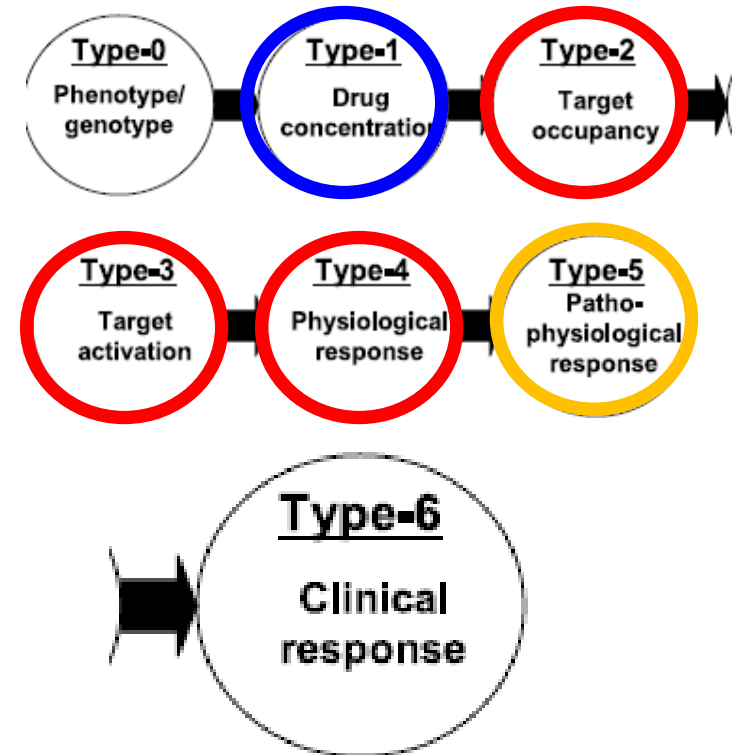 Type-0
Phenotype/
genotype
Type-1
Drug
concentration
Type-2
Target
occupancy
Type-3
Target
activation
Type-4
Physiological
response
Type-5
Patho-
physiological
response
Type-6
Clinical
response